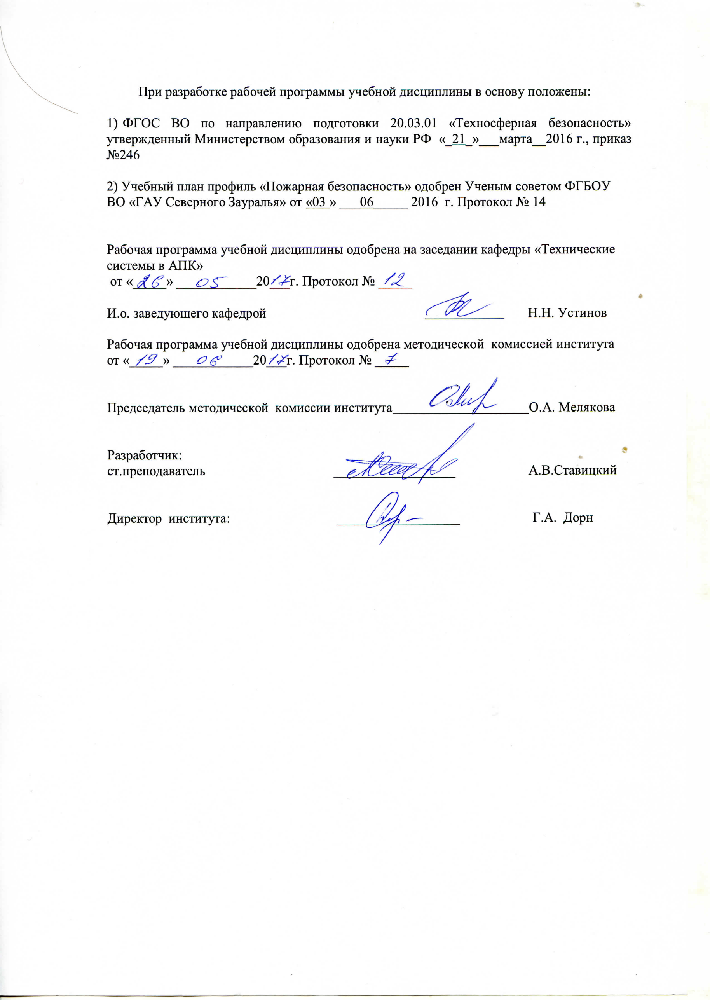 При разработке рабочей программы учебной дисциплины в основу положены:
1) ФГОС ВО по направлению подготовки 20.03.01 «Техносферная безопасность»
утвержденный Министерством образования и науки РФ «_21_»___марта__2016 г., приказ
№246
2) Учебный план профиль «Пожарная безопасность» одобрен Ученым советом ФГБОУ
ВО «ГАУ Северного Зауралья» от «03 » ___06_____ 2016 г. Протокол № 14
Рабочая программа учебной дисциплины одобрена на заседании кафедры «Технические
системы в АПК»
от «26» 05 2017г. Протокол № 12
И.о. заведующего кафедрой Н.Н. Устинов
Рабочая программа учебной дисциплины одобрена методической комиссией института
от «19» 06 2017г. Протокол № 7
Председатель методической комиссии института____________________О.А. Мелякова
Разработчик:
ст.преподаватель А.В.Ставицкий
Директор института: Г.А. Дорн